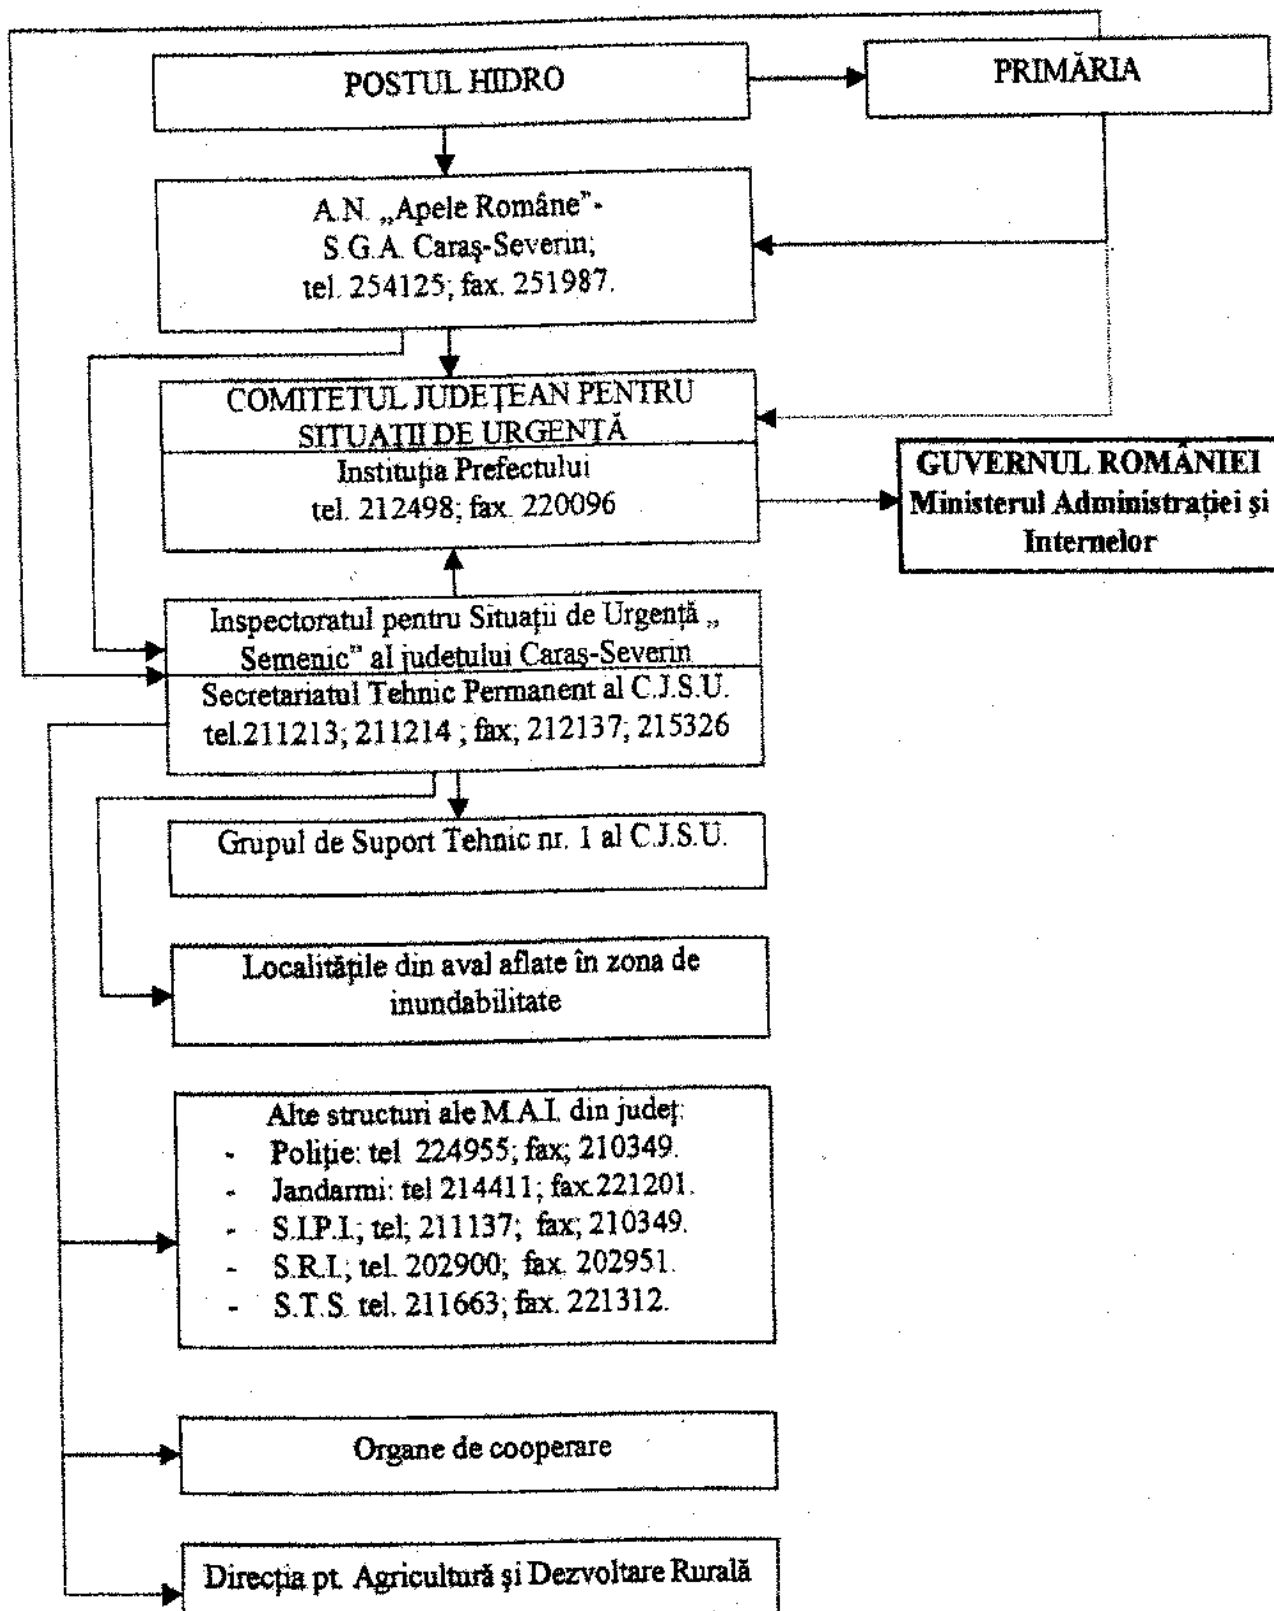 POSTUL HIDRO
PRIMĂRIA
A.N. „Apele Române”-
S.G.A. Caraş-Severin;
tel. 254125; fax. 251987.
COMITETUL JUDEŢEAN PENTRU
SITUAŢII DE URGENŢĂ
Instituţia Prefectului
tel. 212498; fax. 220096
GUVERNUL ROMÂNIEI
Ministerul Administraţiei şi
Internelor
Inspectoratul pentru Situaţii de Urgenţă „
Semenic” al judeţului Caraş-Severin
Secretariatul Tehnic Permanent al C.J.S.U.
tel.211213; 211214 ; fax; 212137; 215326
Grupul de Suport Tehnic nr. 1 al C.J.S.U.
Localităţile din aval aflate în zona de
inundabilitate
Alte structuri ale M.A.I. din judeţ:
- Poliţie: tel 224955; fax; 210349.
- Jandarmi: tel 214411; fax.221201.
- S.I.P.I.; tel; 211137; fax; 210349.
- S.R.I.; tel. 202900; fax. 202951.
- S.T.S. tel. 211663; fax. 221312.
Organe de cooperare
Direcţia pt. Agricultură şi Dezvoltare Rurală